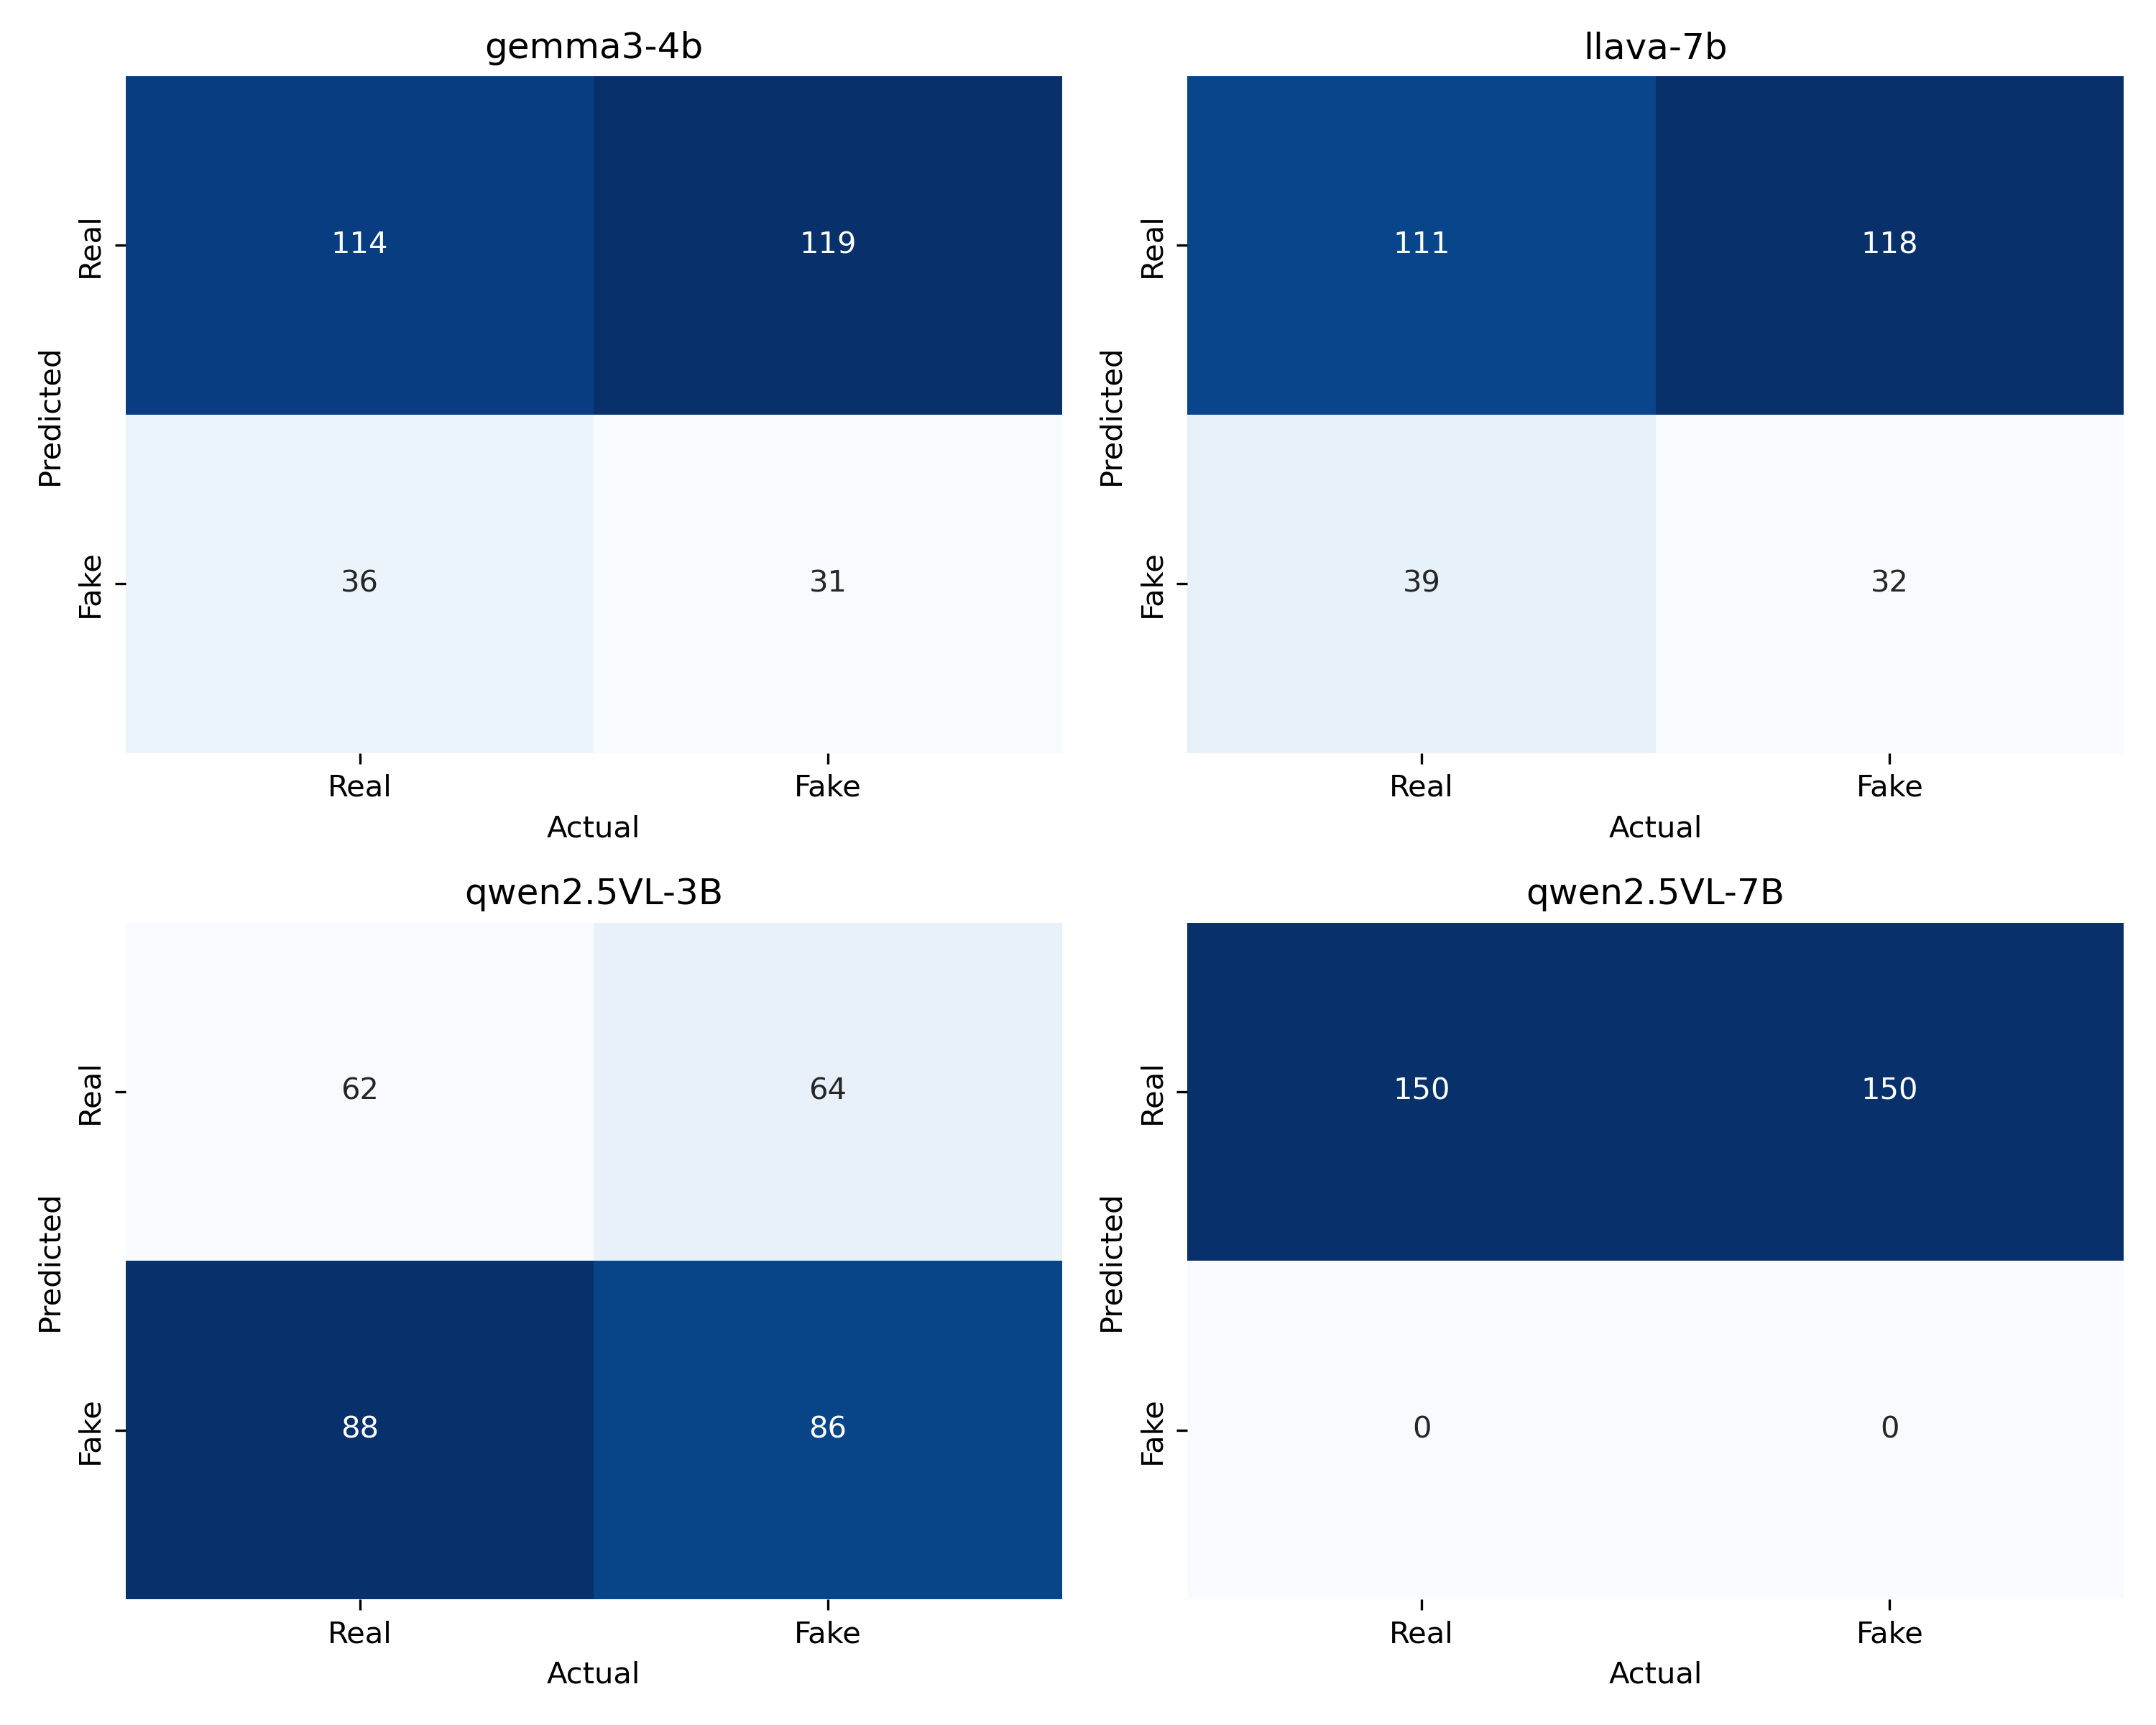 gemma3-4b
Predicted
Real
114
119
Fake
36
31
Real
Fake
Actual
llava-7b
Predicted
Real
111
118
Fake
39
32
Real
Fake
Actual
qwen2.5VL-3B
Predicted
Real
62
64
Fake
88
86
Real
Fake
Actual
qwen2.5VL-7B
Predicted
Real
150
150
Fake
0
0
Real
Fake
Actual